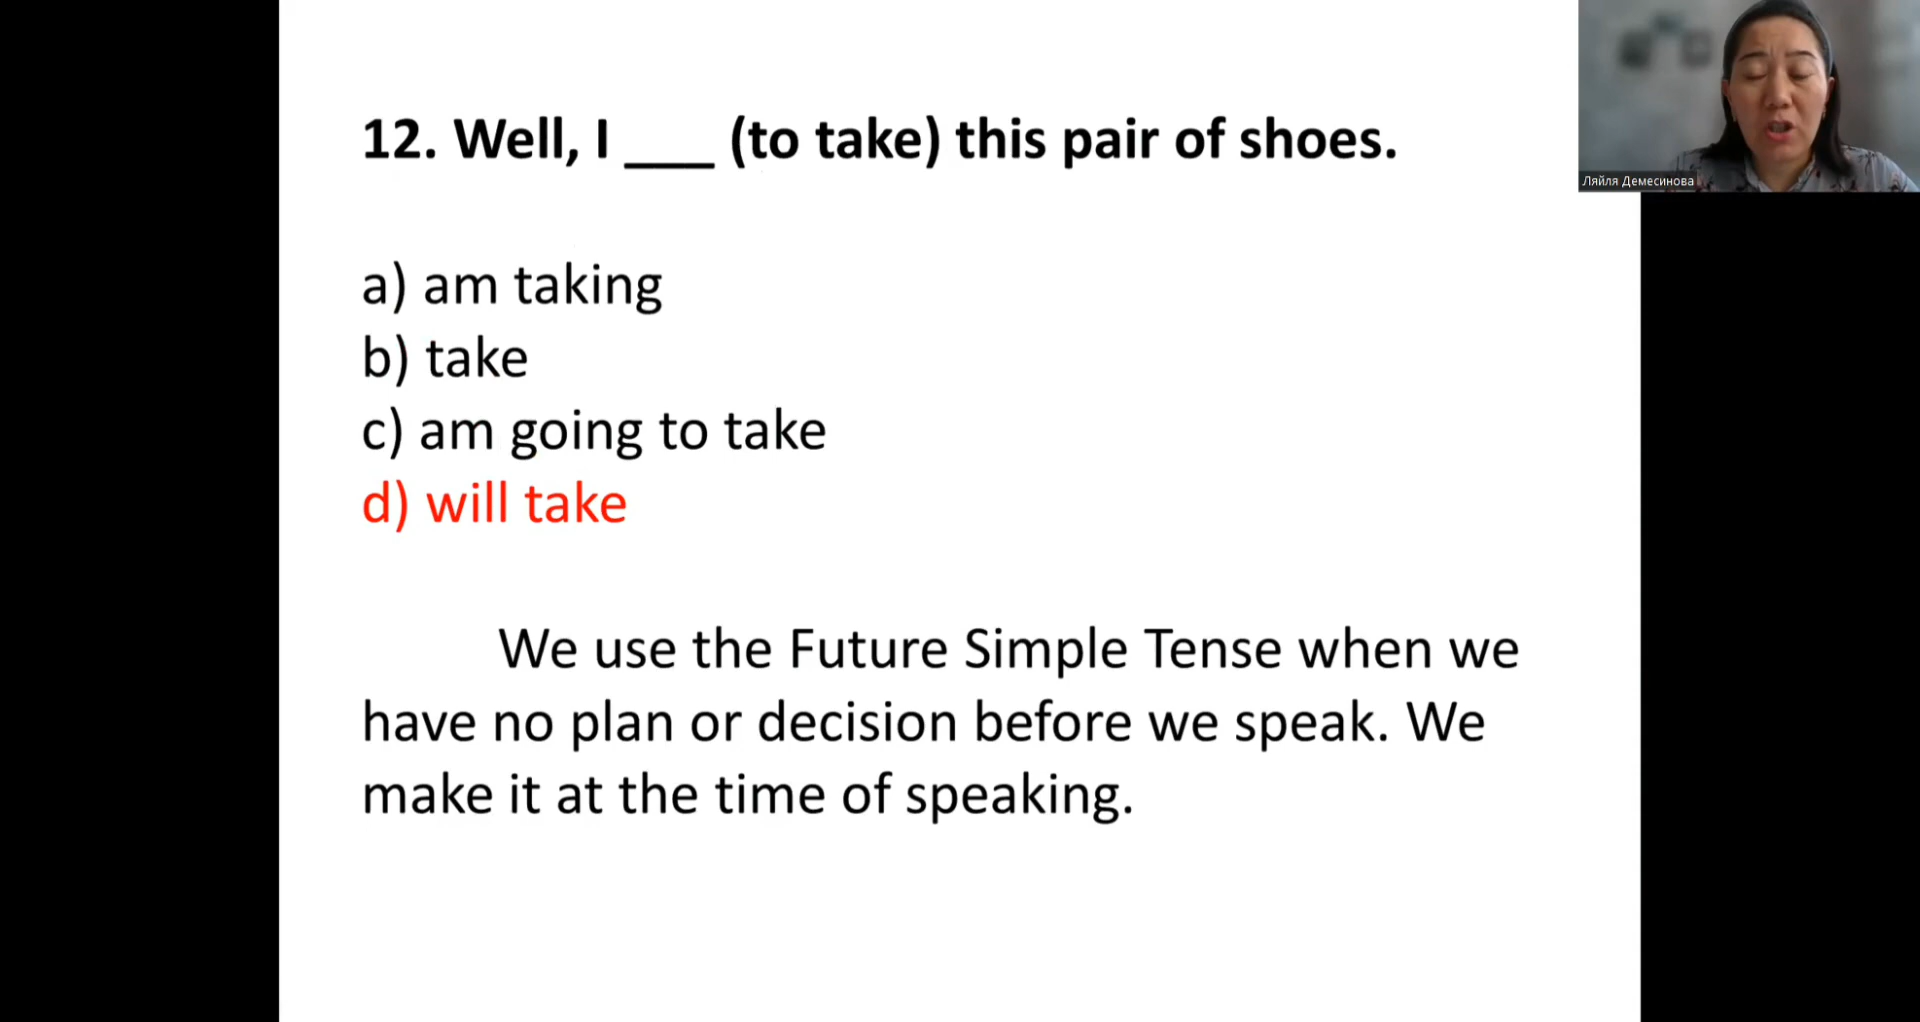 12. Well, I ___ (to take) this pair of shoes.
a) am taking
b) take
c) am going to take
d) will take
We use the Future Simple Tense when we
have no plan or decision before we speak. We
make it at the time of speaking.
Ляйля Демесинова